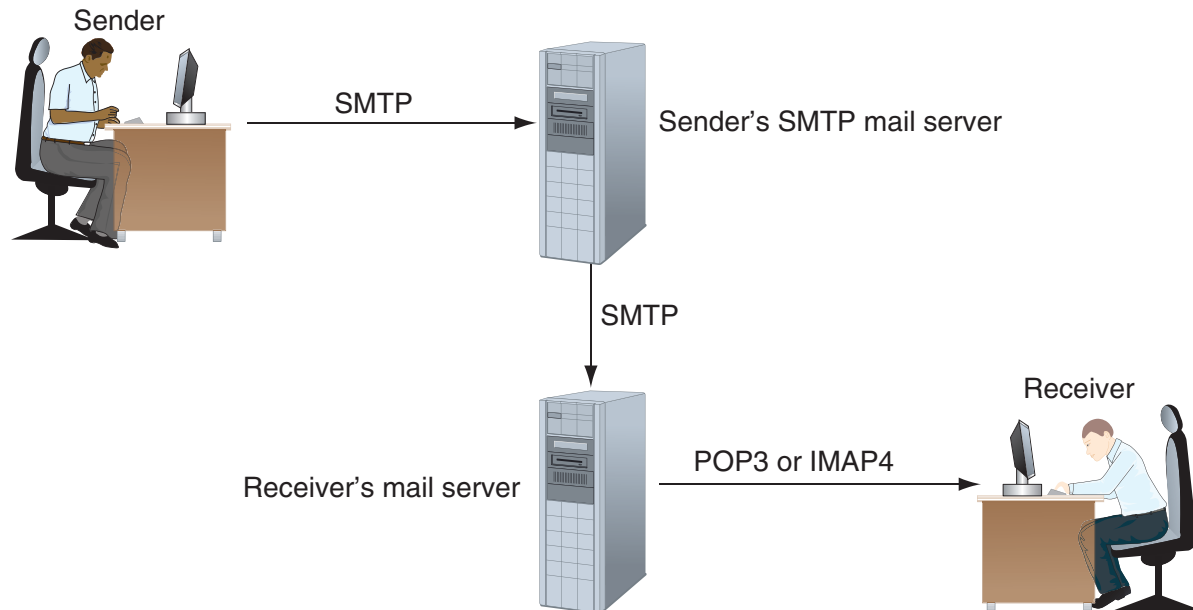 Sender
SMTP
Sender's SMTP mail server
SMTP
Receiver
POP3 or IMAP4
Receiver's mail server